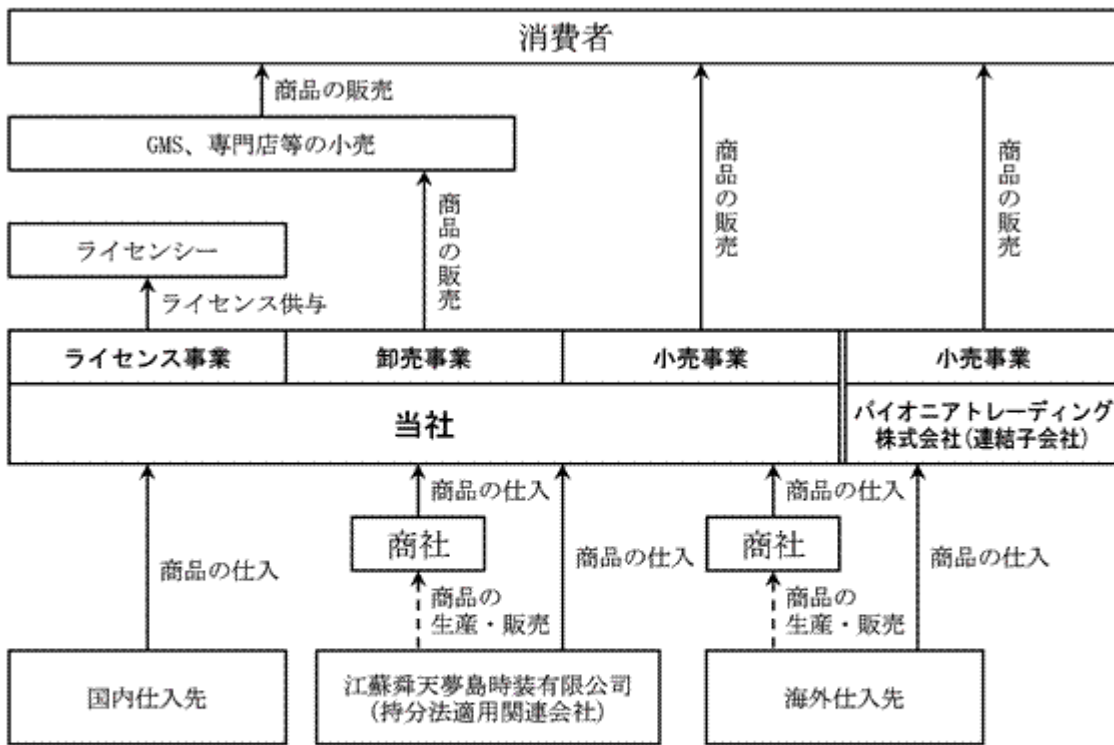 消費者
商品の販売
GMS、専門店等の小売
商品の販売
商品の販売
商品の販売
ライセンシー
ライセンス供与
ライセンス事業
卸売事業
小売事業
小売事業
当社
パイオニアトレーディング
株式会社(連結子会社)
商品の仕入
商品の仕入
商社
商社
商品の仕入
商品の仕入
商品の仕入
商品の
生産・販売
商品の
生産・販売
国内仕入先
江蘇舜天夢島時装有限公司
(持分法適用関連会社)
海外仕入先